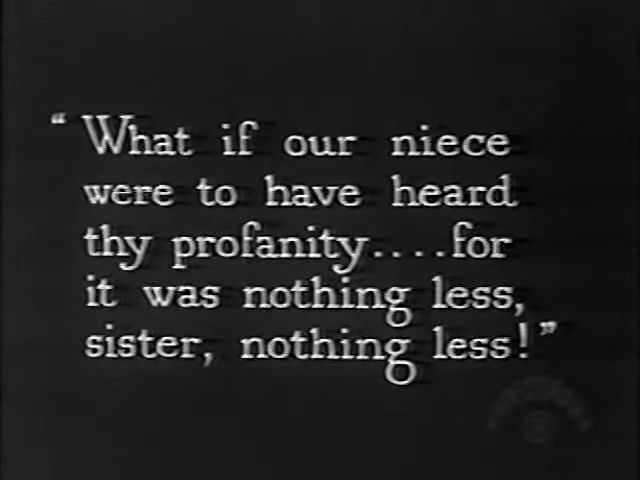 “ What if our niece
were to have heard
thy profanity....for
it was nothing less,
sister, nothing less!”